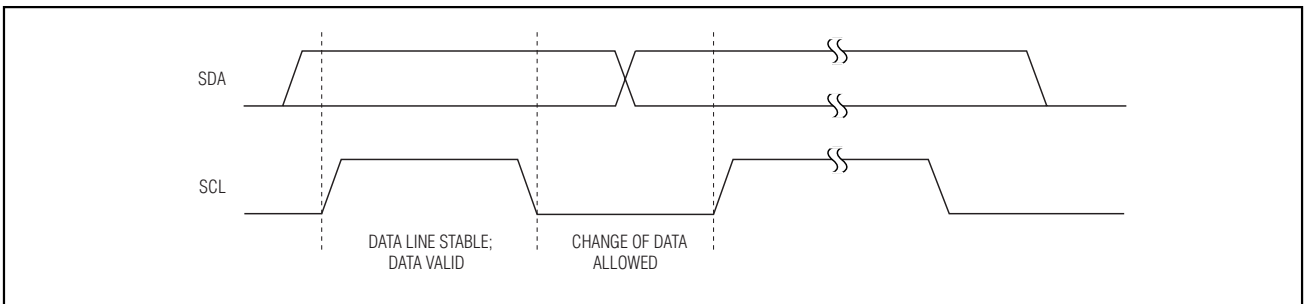 SDA
SCL
DATA LINE STABLE;
DATA VALID
CHANGE OF DATA
ALLOWED